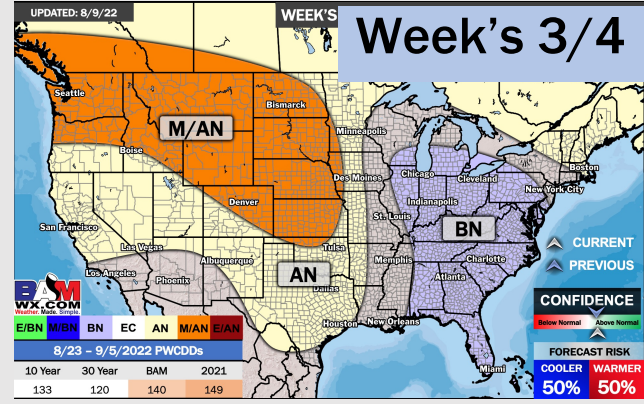 UPDATED: 8/9/22
WEEK'S
Week's 3/4
Seattle
Bismarck
M/AN
Minneapolis
Boise
Boston
Chicago
Cleveland
Des Moines
New York City
Denver
Indianapolis
St. Louis
San Francisco
BN
Las Vegas
Tulsa
CURRENT
Albuquerque
Memphis
Charlotte
PREVIOUS
Los Angeles
Phoenix
AN
Atlanta
Dallas
BAM
WX.COM
Weather. Made. Simple.
CONFIDENCE
Houston
New Orleans
Below Normal
Above Normal
E/BN M/BN BN EC AN M/AN E/AN
8/23 – 9/5/2022 PWCDDs
FORECAST RISK
Miami
10 Year 30 Year BAM 2021
COOLER WARMER
133 120 140 149
50% 50%